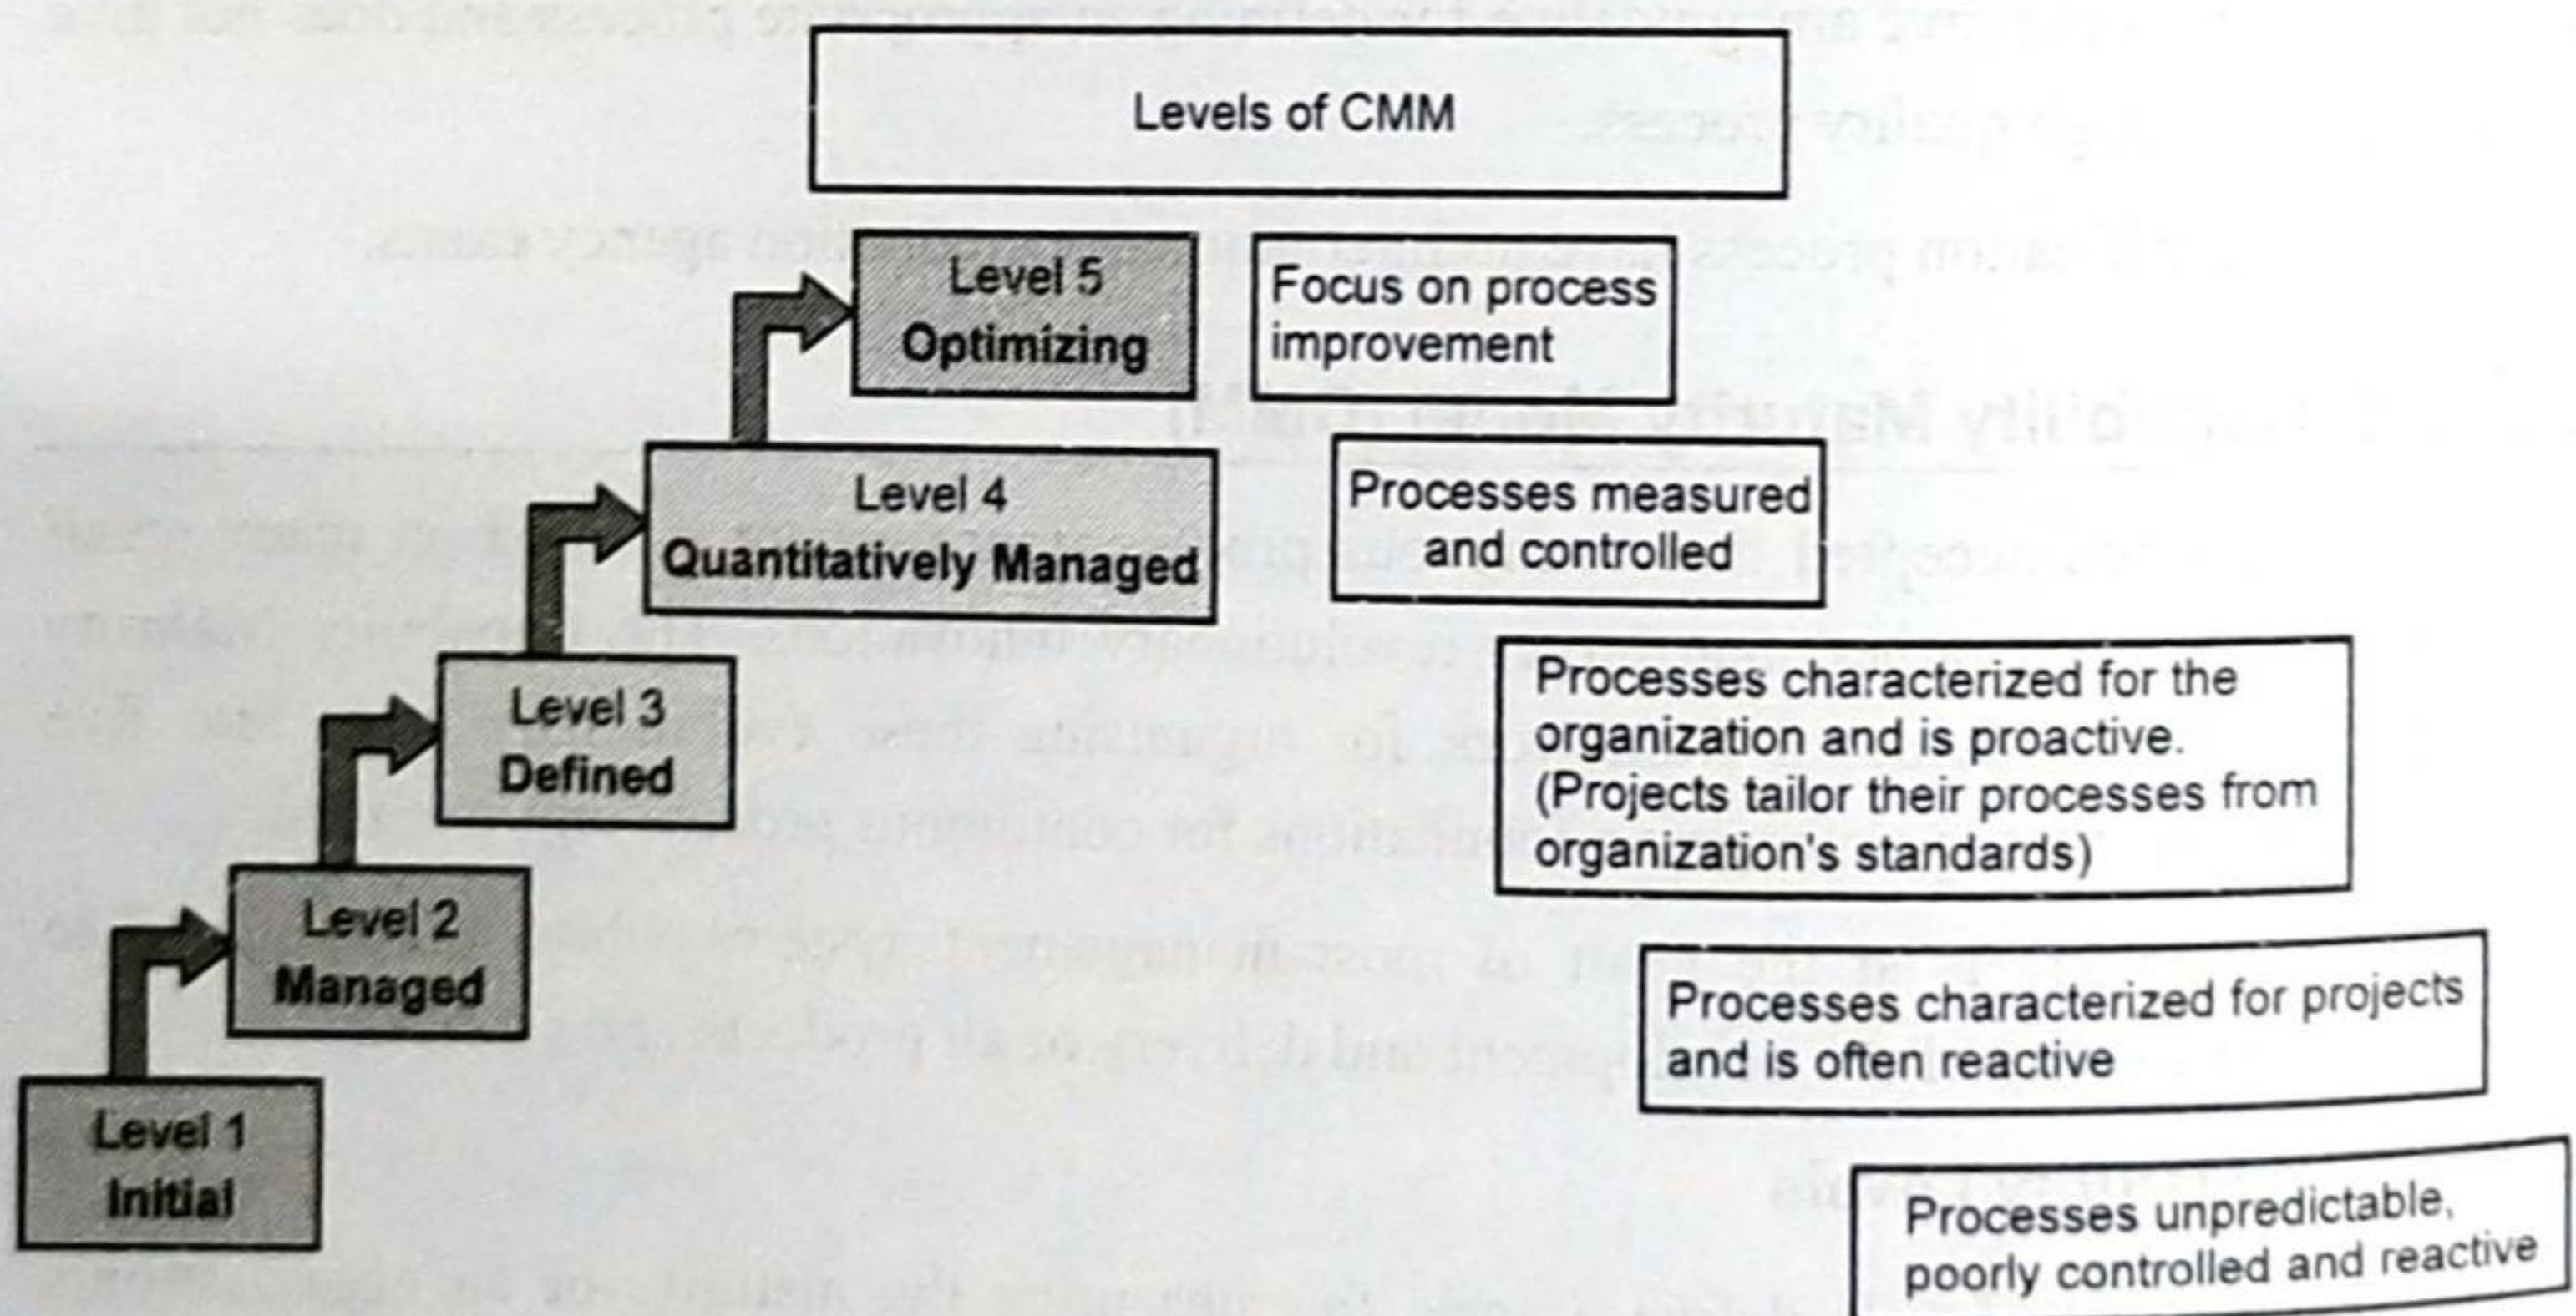 Levels of CMM
Level 5
Optimizing
Focus on process
improvement
Level 4
Quantitatively Managed
Processes measured
and controlled
Level 3
Defined
Processes characterized for the
organization and is proactive.
(Projects tailor their processes from
organization's standards)
Level 2
Managed
Processes characterized for projects
and is often reactive
Level 1
Initial
Processes unpredictable,
poorly controlled and reactive